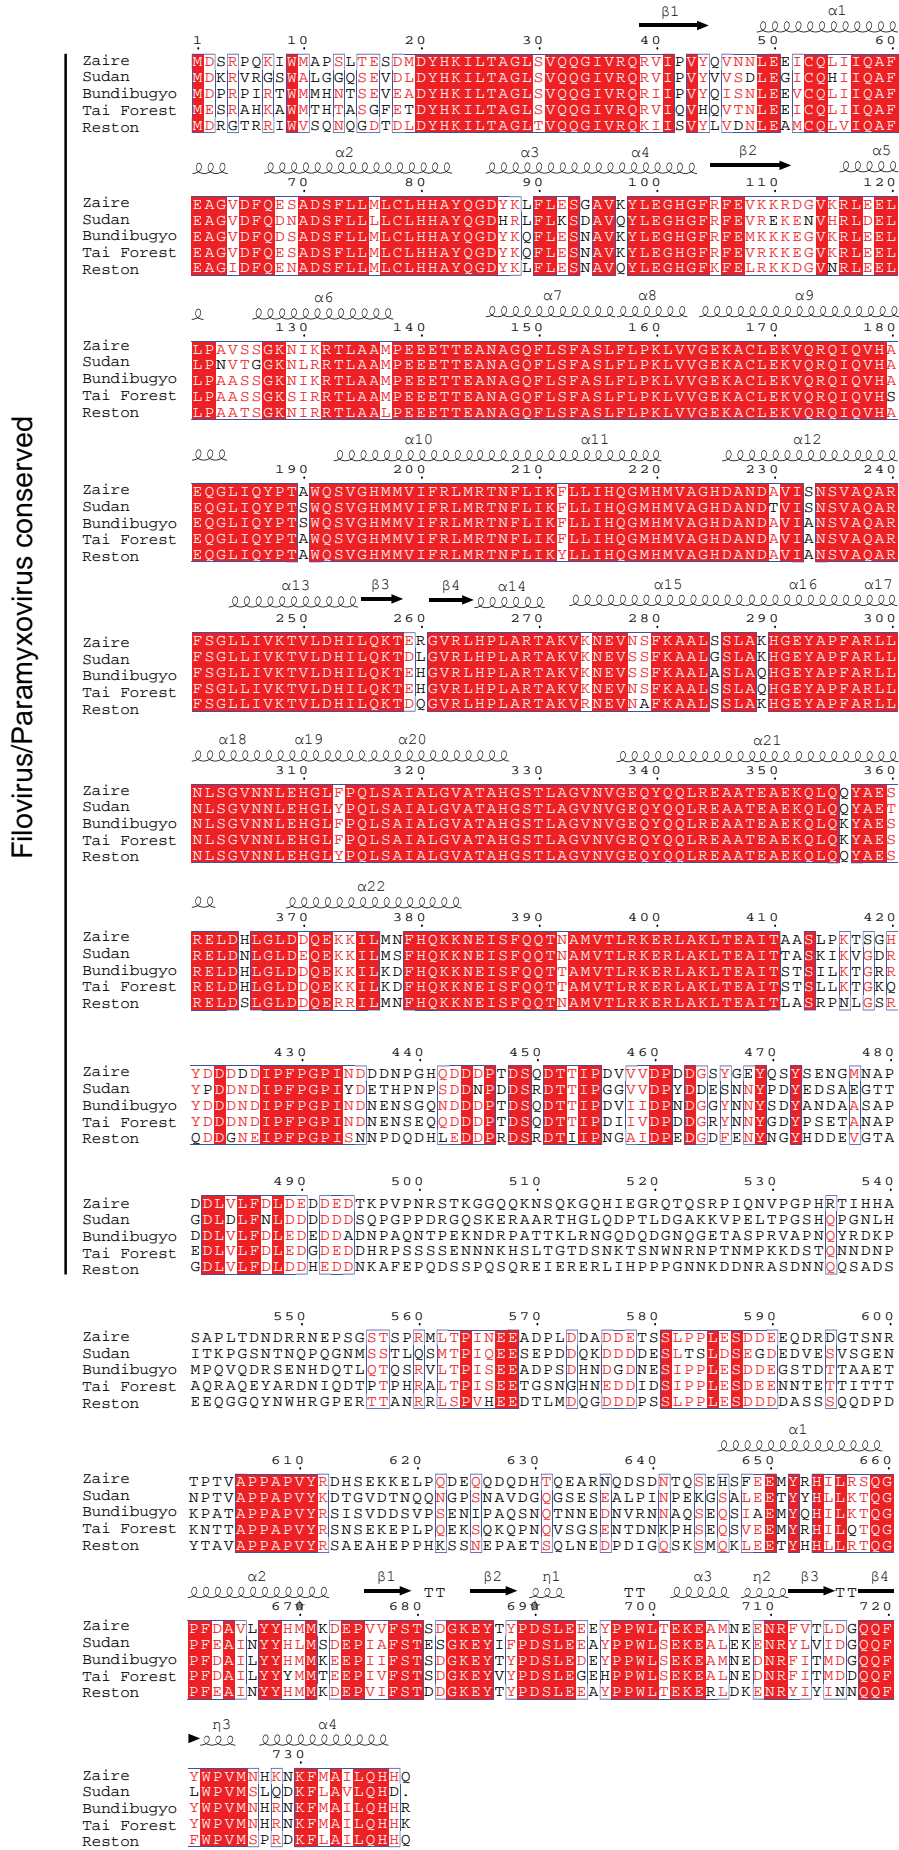 Filovirus/Paramyxovirus conserved
β1 α1
1 10 20 30 40 50 60
Zaire MDSRPQKIWMAPSLTESDMDYHKILTAGLSVQQGIVRQRVIPVYQVNNLEEICQLIIQAF
Sudan MDKRVRGSWALGGQSEVDLDYHKILTAGLSVQQGIVRQRVIPVYVVSDLEGICQHIIQAF
Bundibugyo MDPRPIRTWMMHNTSEVEADYHKILTAGLSVQQGIVRQRIIPVYQISNLEEVCQLIIQAF
Tai Forest MESRAHKAWMTHTASGFETDYHKILTAGLSVQQGIVRQRVIQVHQVTNLEEICQLIIQAF
Reston MDRGTRRIWVSQNQGDTDLDYHKILTAGLTVQQGIVRQKIISVYLVDNLEAMCQLVIQAF
α2 α3 α4 β2 α5
70 80 90 100 110 120
Zaire EAGVDFQESADSFLLMLCLHHAYQGDYKLFLESGAVKYLEGHGFRFEVKKRDGVKRLEEL
Sudan EAGVDFQDNADSFLLLLCLHHAYQGDHRLFLKSDAVQYLEGHGFRFEVREKENVHRLDEL
Bundibugyo EAGVDFQDSADSFLLMLCLHHAYQGDYKQFLESNAVKYLEGHGFRFEMKKKEGVKRLEEL
Tai Forest EAGVDFQENADSFLLMLCLHHAYQGDYKQFLESNAVKYLEGHGFRFEVRKKEGVKRLEEL
Reston EAGIDFQENADSFLLMLCLHHAYQGDYKLFLESNAVQYLEGHGFKFELRKKDGVNRLEEL
α6 α7 α8 α9
130 140 150 160 170 180
Zaire LPAVSSGKNIKRTLAAMPEEETTEANAGQFLSFASLFLPKLVVGEKACLEKVQRQIQVHA
Sudan LPNVTGGKNLRRTLAAMPEEETTEANAGQFLSFASLFLPKLVVGEKACLEKVQRQIQVHA
Bundibugyo LPAASSGKNIKRTLAAMPEEETTEANAGQFLSFASLFLPKLVVGEKACLEKVQRQIQVHA
Tai Forest LPAASSGKSIRRTLAAMPEEETTEANAGQFLSFASLFLPKLVVGEKACLEKVQRQIQVHS
Reston LPAATSGKNIRRTLAALPEEETTEANAGQFLSFASLFLPKLVVGEKACLEKVQRQIQVHA
α10 α11 α12
190 200 210 220 230 240
Zaire EQGLIQYPTAWQSVGHMMVIFRLMRTNFLIKFLLIHQGMHMVAGHDANDAVISNSVAQAR
Sudan EQGLIQYPTSWQSVGHMMVIFRLMRTNFLIKFLLIHQGMHMVAGHDANDTVISNSVAQAR
Bundibugyo EQGLIQYPTSWQSVGHMMVIFRLMRTNFLIKFLLIHQGMHMVAGHDANDAVIANSVAQAR
Tai Forest EQGLIQYPTAWQSVGHMMVIFRLMRTNFLIKFLLIHQGMHMVAGHDANDAVIANSVAQAR
Reston EQGLIQYPTAWQSVGHMMVIFRLMRTNFLIKYLLIHQGMHMVAGHDANDAVIANSVAQAR
α13 β3 β4 α14 α15 α16 α17
250 260 270 280 290 300
Zaire FSGLLIVKTVLDHILQKTERGVRLHPLARTAKVKNEVNSFKAALSSLAKHGEYAPFARLL
Sudan FSGLLIVKTVLDHILQKTDLGVRLHPLARTAKVKNEVSSFKAALGSLAKHGEYAPFARLL
Bundibugyo FSGLLIVKTVLDHILQKTEHGVRLHPLARTAKVKNEVSSFKAALASLAQHGEYAPFARLL
Tai Forest FSGLLIVKTVLDHILQKTEHGVRLHPLARTAKVKNEVNSFKAALSSLAQHGEYAPFARLL
Reston FSGLLIVKTVLDHILQKTDQGVRLHPLARTAKVRNEVNAFKAALSSLAKHGEYAPFARLL
α18 α19 α20 α21
310 320 330 340 350 360
Zaire NLSGVNNLEHGLFPQLSAIALGVATAHGSTLAGVNVGEQYQQLREAATEAEKQLQQYAES
Sudan NLSGVNNLEHGLYPQLSAIALGVATAHGSTLAGVNVGEQYQQLREAATEAEKQLQQYAET
Bundibugyo NLSGVNNLEHGLFPQLSAIALGVATAHGSTLAGVNVGEQYQQLREAATEAEKQLQKYAES
Tai Forest NLSGVNNLEHGLFPQLSAIALGVATAHGSTLAGVNVGEQYQQLREAATEAEKQLQKYAES
Reston NLSGVNNLEHGLYPQLSAIALGVATAHGSTLAGVNVGEQYQQLREAATEAEKQLQQYAES
α22
370 380 390 400 410 420
Zaire RELDHLGLDDQEKKILMNFHQKKNEISFQQTNAMVTLRKERLAKLTEAITAASLPKTSGH
Sudan RELDNLGLDEQEKKILMSFHQKKNEISFQQTNAMVTLRKERLAKLTEAITTASKIKVGDR
Bundibugyo RELDHLGLDDQEKKILKDFHQKKNEISFQQTTAMVTLRKERLAKLTEAITSTSILKTGRR
Tai Forest RELDHLGLDDQEKKILKDFHQKKNEISFQQTTAMVTLRKERLAKLTEAITSTSLLKTGKQ
Reston RELDSLGLDDQERRILMNFHQKKNEISFQQTNAMVTLRKERLAKLTEAITLASRPNLGSR
430 440 450 460 470 480
Zaire YDDDDDIPFPGPINDDDNPGHQDDDPTDSQDTTIPDVVVDPDDGSYGEYQSYSENGMNAP
Sudan YPDDNDIPFPGPIYDETHPNPSDDNPDDSRDTTIPGGVVDPYDDESNNYPDYEDSAEGTT
Bundibugyo YDDDNDIPFPGPINDNENSGQNDDDPTDSQDTTIPDVIIDPNDGGYNNYSDYANDAASAP
Tai Forest YDDDNDIPFPGPINDNENSEQQDDDPTDSQDTTIPDIIVDPDDGRYNNYGDYPSETANAP
Reston QDDGNEIPFPGPISNNPDQDHLEDDPRDSRDTIIPNGAIDPEDGDFENYNGYHDDEVGTA
490 500 510 520 530 540
Zaire DDLVLFDLDEDDEDTKPVPNRSTKGGQQKNSQKGQHIEGRQTQSRPIQNVPGPHRTIHHA
Sudan GDLDLFNLDDDDDDSQPGPPDRGQSKERAARTHGLQDPTLDGAKKVPELTPGSHQPGNLH
Bundibugyo DDLVLFDLEDEDDADNPAQNTPEKNDRPATTKLRNGQDQDGNQGETASPRVAPNQYRDKP
Tai Forest EDLVLFDLEDGDEDDHRPSSSSENNNKHSLTGTDSNKTSNWNRNPTNMPKKDSTQNNDNP
Reston GDLVLFDLDDHEDDNKAFEPQDSSPQSQREIERERLIHPPPGNNKDDNRASDNNQQSADS
550 560 570 580 590 600
Zaire SAPLTDNDRRNEPSGSTSPRMLTPINEEADPLDDADDETSSLPPLESDDEEQDRDGTSNR
Sudan ITKPGSNTNQPQGNMSSTLQSMTPIQEESEPDDQKDDDDESLTSLDSEGDEDVESVSGEN
Bundibugyo MPQVQDRSENHDQTLQTQSRVLTPISEEADPSDHNDGDNESIPPLESDDEGSTDTTAAET
Tai Forest AQRAQEYARDNIQDTPTPHRALTPISEETGSNGHNEDDIDSIPPLESDEENNTETTITTT
Reston EEQGGQYNWHRGPERTTANRRLSPVHEEDTLMDQGDDDPSSLPPLESDDDDASSSQQDPD
α1
610 620 630 640 650 660
Zaire TPTVAPPAPVYRDHSEKKELPQDEQQDQDHTQEARNQDSDNTQSEHSFEEMYRHILRSQG
Sudan NPTVAPPAPVYKDTGVDTNQQNGPSNAVDGQGSESEALPINPEKGSALEETYYHLLKTQG
Bundibugyo KPATAPPAPVYRSISVDDSVPSENIPAQSNQTNNEDNVRNNAQSEQSIAEMYQHILKTQG
Tai Forest KNTTAPPAPVYRSNSEKEPLPQEKSQKQPNQVSGSENTDNKPHSEQSVEEMYRHILQTQG
Reston YTAVAPPAPVYRSAEAHEPPHKSSNEPAETSQLNEDPDIGQSKSMQKLEETYHHLLRTQG
α2 β1 TT β2 η1 TT α3 η2 β3 TT β4
670 680 690 700 710 720
Zaire PFDAVLYYHMMKDEPVVFSTSDGKEYTYPDSLEEEYPPWLTEKEAMNEENRFVTLDGQQF
Sudan PFEAINYYHLMSDEPIAFSTESGKEYIFPDSLEEAYPPWLSEKEALEKENRYLVIDGQQF
Bundibugyo PFDAILYYHMMKEEPIIFSTSDGKEYTYPDSLEDEYPPWLSEKEAMNEDNRFITMDGQQF
Tai Forest PFDAILYYYMMTEEPIVFSTSDGKEYVYPDSLEGEHPPWLSEKEALNEDNRFITMDDQQF
Reston PFEAINYYHMMKDEPVIFSTDDGKEYTYPDSLEEAYPPWLTEKERLDKENRYIYINNQQF
η3 α4
730
Zaire YWPVMNHKNKFMAILQHHQ
Sudan LWPVMSLQDKFLAVLQHD.
Bundibugyo YWPVMNHRNKFMAILQHHR
Tai Forest YWPVMNHRNKFMAILQHHK
Reston FWPVMSPRDKFLAILQHHQ